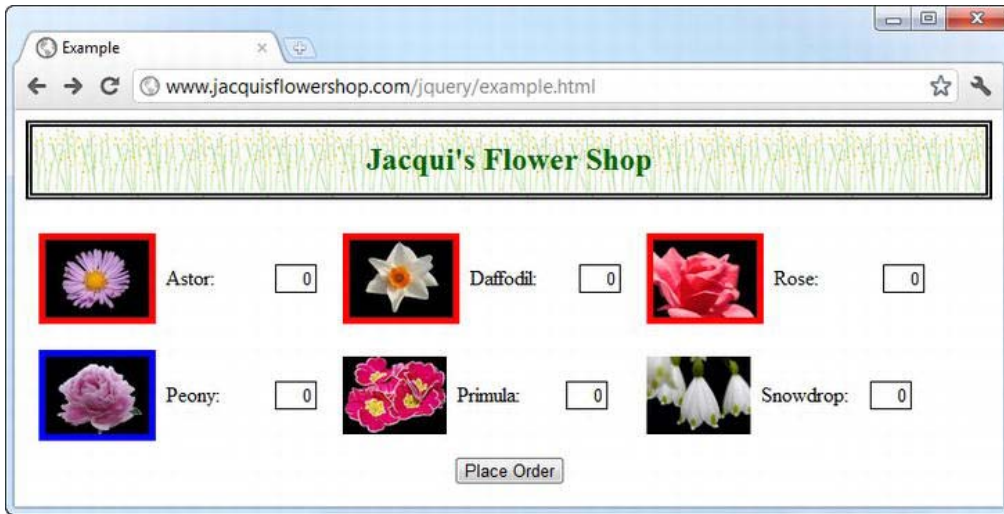 Example
www.jacquisflowershop.com/jquery/example.html
Jacqui's Flower Shop
Astor: 0 Daffodil: 0 Rose: 0
Peony: 0 Primula: 0 Snowdrop: 0
Place Order